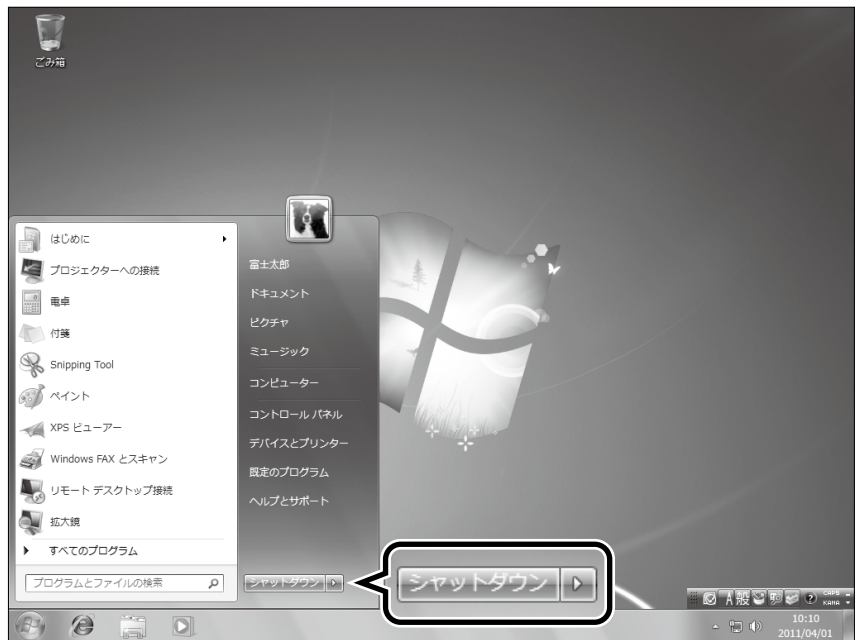 ごみ箱
はじめに
プロジェクターへの接続
電卓
付箋
Snipping Tool
ペイント
XPS ビューアー
Windows FAX とスキャン
リモート デスクトップ接続
拡大鏡
すべてのプログラム
プログラムとファイルの検索
富士太郎
ドキュメント
ピクチャ
ミュージック
コンピューター
コントロール パネル
デバイスとプリンター
既定のプログラム
ヘルプとサポート
シャットダウン
シャットダウン
A 般 CAPS
KANA
10:10
2011/04/01